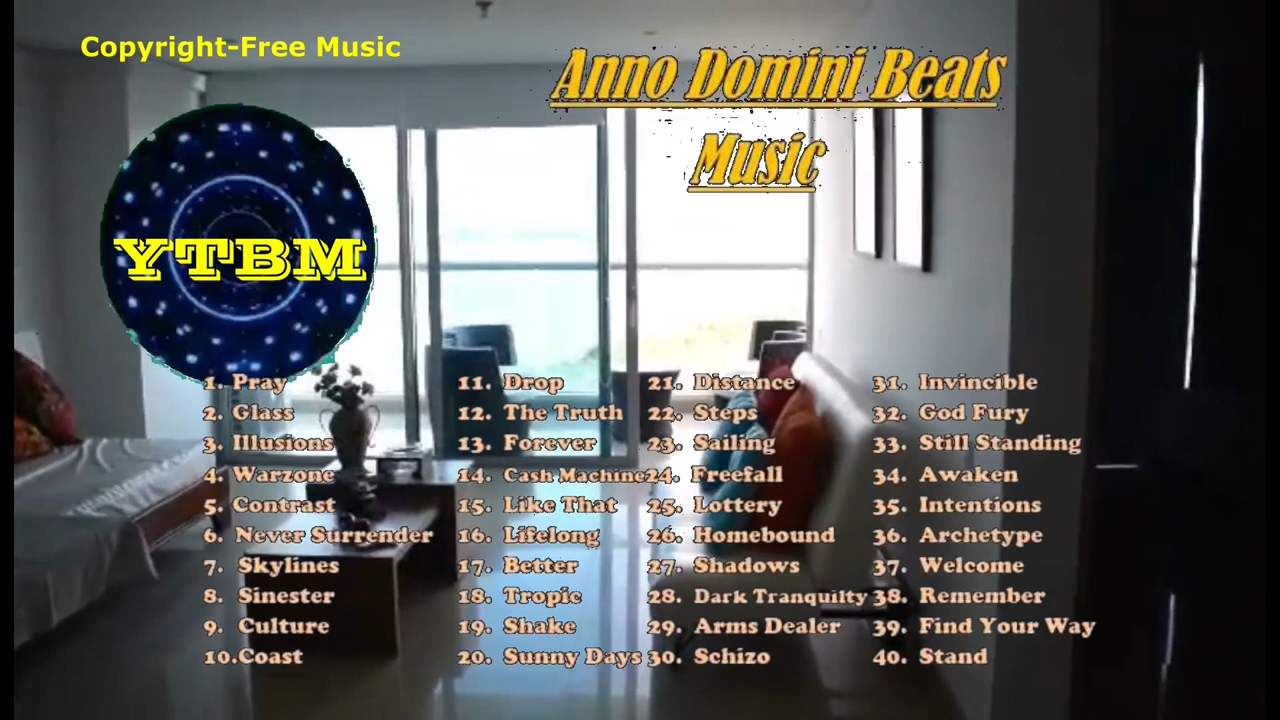 Copyright-Free Music
Anno Domini Beats
Music
YTBM
1. Pray
2. Glass
3. Illusions
4. Warzone
5. Contrast
6. Never Surrender
7. Skylines
8. Sinester
9. Culture
10.Coast
11. Drop
12. The Truth
13. Forever
14. Cash Machine
15. Like That
16. Lifelong
17. Better
18. Tropic
19. Shake
20. Sunny Days
21. Distance
22. Steps
23. Sailing
24. Freefall
25. Lottery
26. Homebound
27. Shadows
28. Dark Tranquilty
29. Arms Dealer
30. Schizo
31. Invincible
32. God Fury
33. Still Standing
34. Awaken
35. Intentions
36. Archetype
37. Welcome
38. Remember
39. Find Your Way
40. Stand